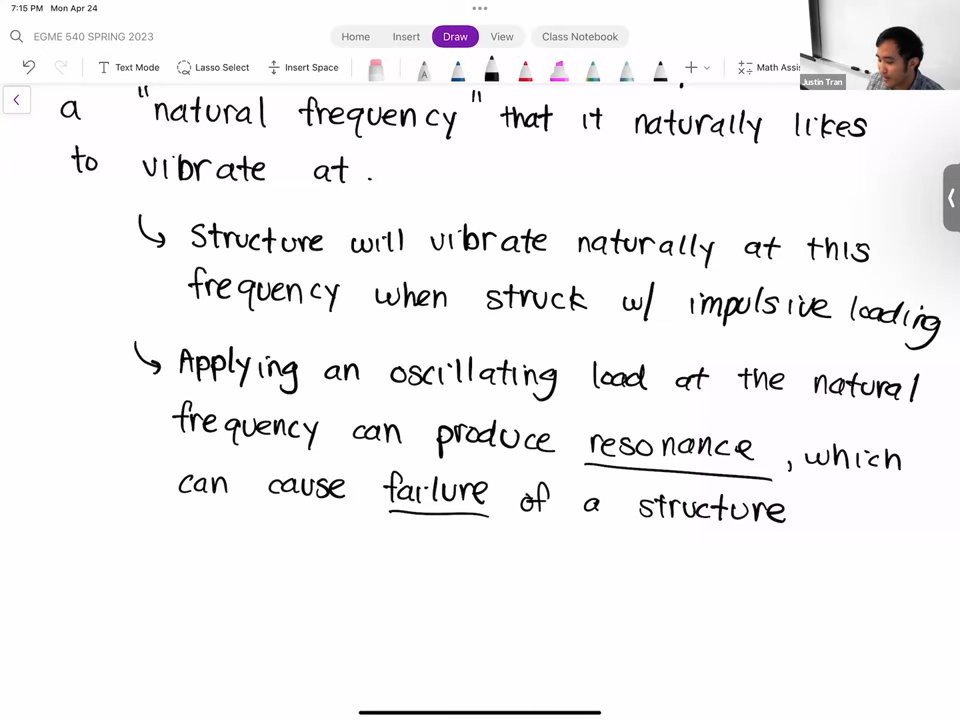 7:15 PM Mon Apr 24
EGME 540 SPRING 2023
Home Insert Draw View Class Notebook
Text Mode Lasso Select Insert Space Math Assis
Justin Tran
a "natural frequency" that it naturally likes
to vibrate at.
↳ Structure will vibrate naturally at this
frequency when struck w/ impulsive loading
↳ Applying an oscillating load at the natural
frequency can produce resonance, which
can cause failure of a structure